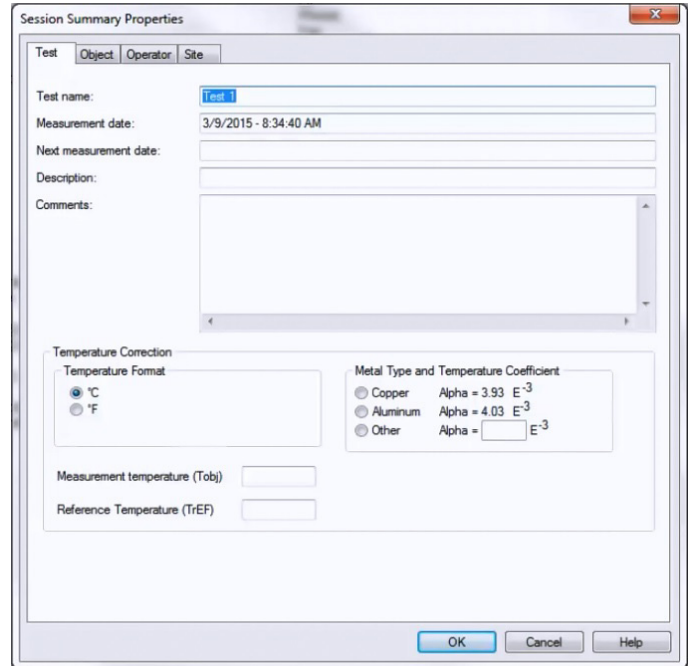 Session Summary Properties
Test Object Operator Site
Test name: Test 1
Measurement date: 3/9/2015 - 8:34:40 AM
Next measurement date:
Description:
Comments:
Temperature Correction
Temperature Format
°C
°F
Metal Type and Temperature Coefficient
Copper Alpha = 3.93 E-3
Aluminum Alpha = 4.03 E-3
Other Alpha = E-3
Measurement temperature (Tobj)
Reference Temperature (TrEF)
OK Cancel Help